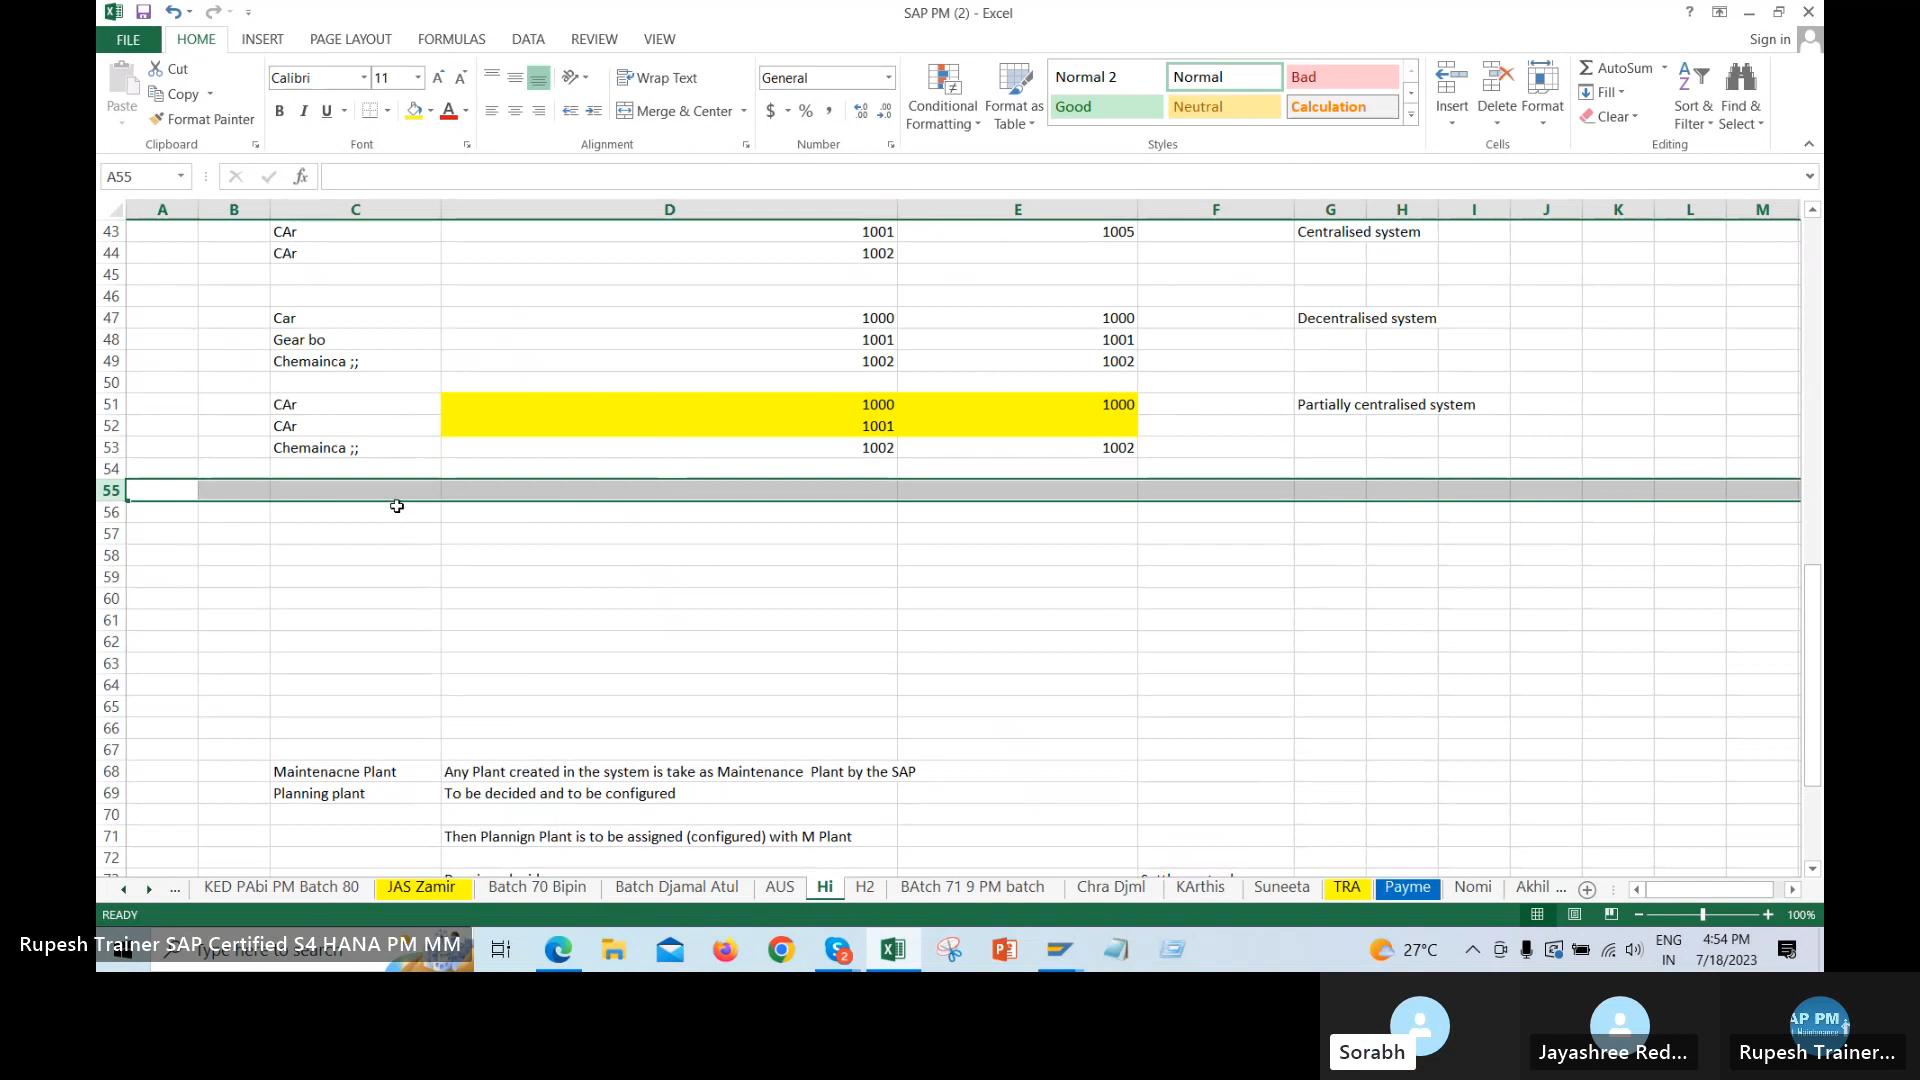 SAP PM (2) - Excel
?
FILE HOME INSERT PAGE LAYOUT FORMULAS DATA REVIEW VIEW Sign in
Paste Cut Copy Format Painter Clipboard
Calibri 11 B I U A Font
Wrap Text Merge & Center Alignment
General $ % , Number
Conditional Formatting Format as Table Normal 2 Normal Bad Good Neutral Calculation Styles
Insert Delete Format Cells
AutoSum Fill Clear Sort & Filter Find & Select Editing
A55 fx
A B C D E F G H I J K L M
43 CAr 1001 1005 Centralised system
44 CAr 1002
45
46
47 Car 1000 1000 Decentralised system
48 Gear bo 1001 1001
49 Chemainca ;; 1002 1002
50
51 CAr 1000 1000 Partially centralised system
52 CAr 1001
53 Chemainca ;; 1002 1002
54
55
56
57
58
59
60
61
62
63
64
65
66
67
68 Maintenacne Plant Any Plant created in the system is take as Maintenance Plant by the SAP
69 Planning plant To be decided and to be configured
70
71 Then Plannign Plant is to be assigned (configured) with M Plant
72
... KED PAbi PM Batch 80 JAS Zamir Batch 70 Bipin Batch Djamal Atul AUS Hi H2 BAtch 71 9 PM batch Chra Djml KArthis Suneeta TRA Payme Nomi Akhil ...
READY 100%
Rupesh Trainer SAP Certified S4 HANA PM MM
Type here to search
2
27°C
ENG
IN
4:54 PM
7/18/2023
AP PM
Sorabh Jayashree Red... Rupesh Trainer...